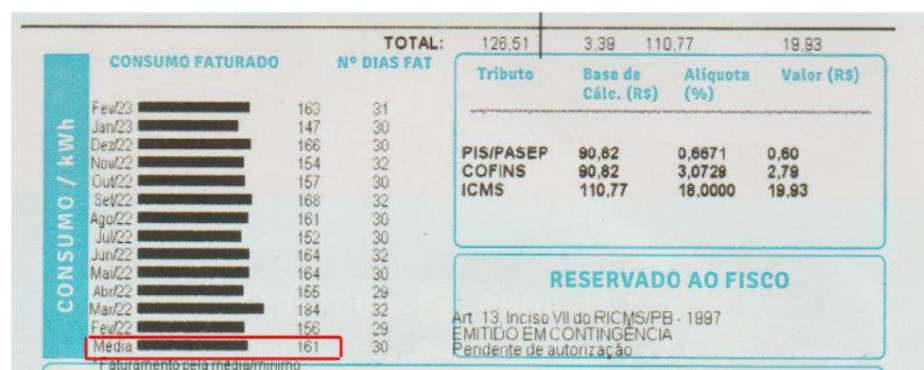 TOTAL: 126,51 3,39 110,77 19,93
CONSUMO / kWh
CONSUMO FATURADO Nº DIAS FAT
Fev/23 163 31
Jan/23 147 30
Dez/22 166 30
Nov/22 154 32
Out/22 157 30
Set/22 168 32
Ago/22 161 30
Jul/22 152 30
Jun/22 164 32
Mai/22 164 30
Abr/22 155 29
Mar/22 184 32
Fev/22 156 29
Média 161 30
* Faturamento pela média/mínimo
Tributo Base de Cálc. (R$) Alíquota (%) Valor (R$)
PIS/PASEP 90,82 0,6671 0,60
COFINS 90,82 3,0729 2,79
ICMS 110,77 18,0000 19,93
RESERVADO AO FISCO
Art. 13, Inciso VII do RICMS/PB - 1997
EMITIDO EM CONTINGÊNCIA
Pendente de autorização